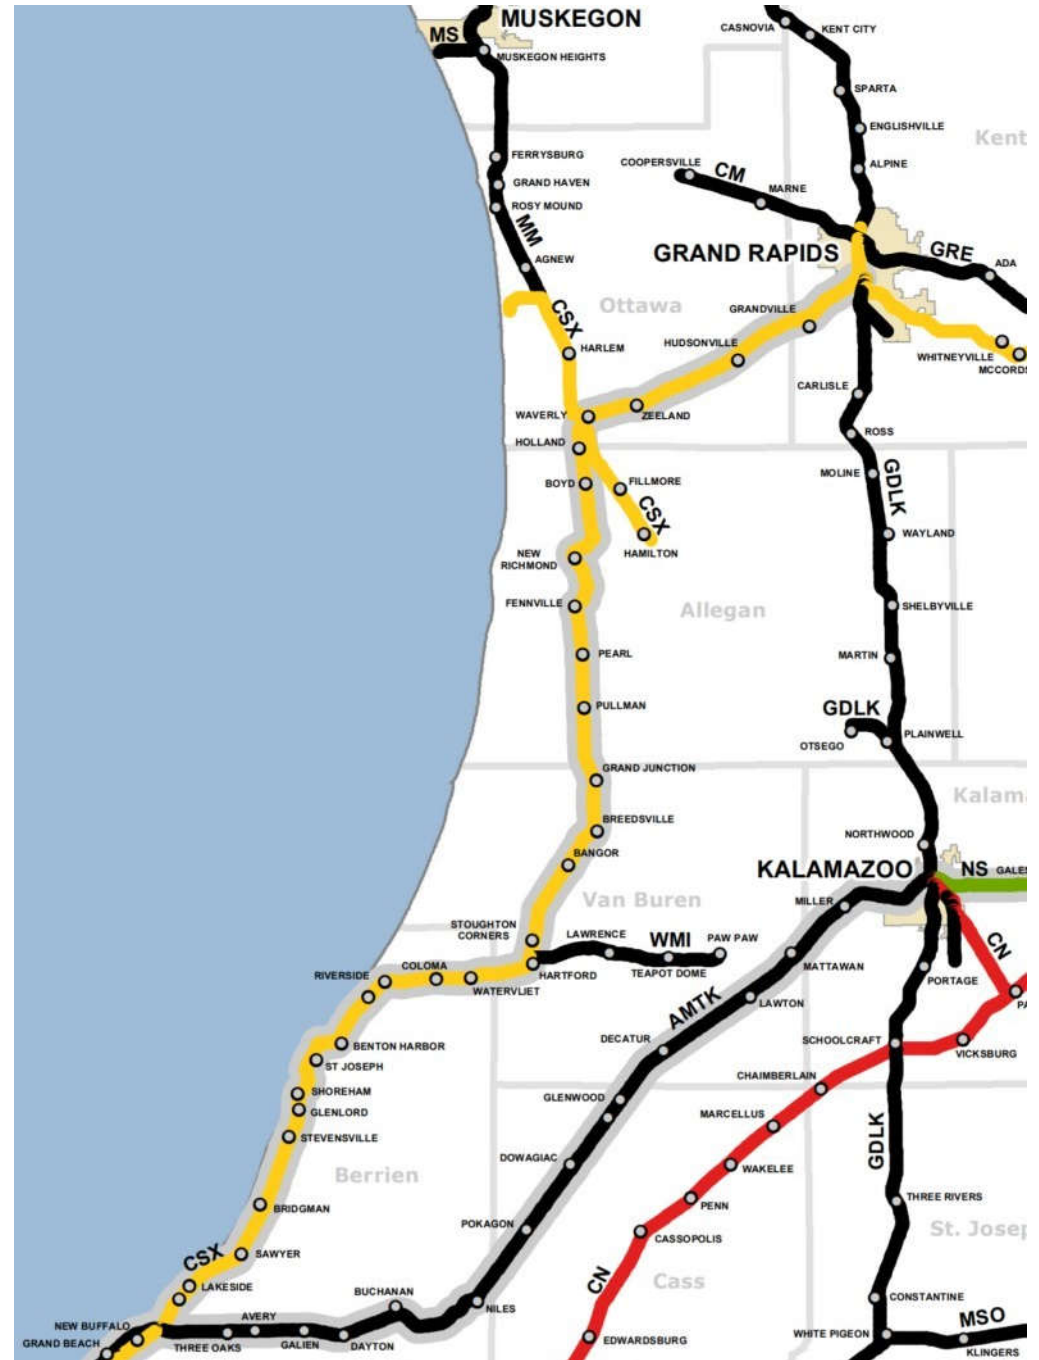 MUSKEGON
MS
MUSKEGON HEIGHTS
CASNOVIA
KENT CITY
SPARTA
ENGLISHVILLE
Kent
ALPINE
FERRYSBURG
GRAND HAVEN
ROSY MOUND
MM
AGNEW
COOPERSVILLE
CM
MARNE
GRAND RAPIDS
GRE
ADA
CSX
Ottawa
GRANDVILLE
HARLEM
HUDSONVILLE
WHITNEYVILLE
MCCORDS
CARLISLE
WAVERLY
ZEELAND
HOLLAND
ROSS
BOYD
FILLMORE
CSX
HAMILTON
MOLINE
GDLK
WAYLAND
NEW
RICHMOND
FENNVILLE
Allegan
SHELBYVILLE
PEARL
MARTIN
PULLMAN
GDLK
OTSEGO
PLAINWELL
GRAND JUNCTION
Kalam
BREEDSVILLE
NORTHWOOD
BANGOR
KALAMAZOO
NS
GALE
Van Buren
MILLER
STOUGHTON
CORNERS
LAWRENCE
WMI
PAW PAW
CN
HARTFORD
TEAPOT DOME
MATTAWAN
PORTAGE
RIVERSIDE
COLOMA
WATERVLIET
AMTK
LAWTON
PA
BENTON HARBOR
DECATUR
SCHOOLCRAFT
VICKSBURG
ST JOSEPH
CHAIMBERLAIN
SHOREHAM
GLENWOOD
GLENLORD
MARCELLUS
GDLK
STEVENSVILLE
DOWAGIAC
WAKELEE
Berrien
BRIDGMAN
PENN
THREE RIVERS
POKAGON
CASSOPOLIS
St. Josep
CSX
SAWYER
LAKESIDE
CN
Cass
BUCHANAN
NILES
CONSTANTINE
NEW BUFFALO
AVERY
MSO
GRAND BEACH
THREE OAKS
GALIEN
DAYTON
EDWARDSBURG
WHITE PIGEON
KLINGERS